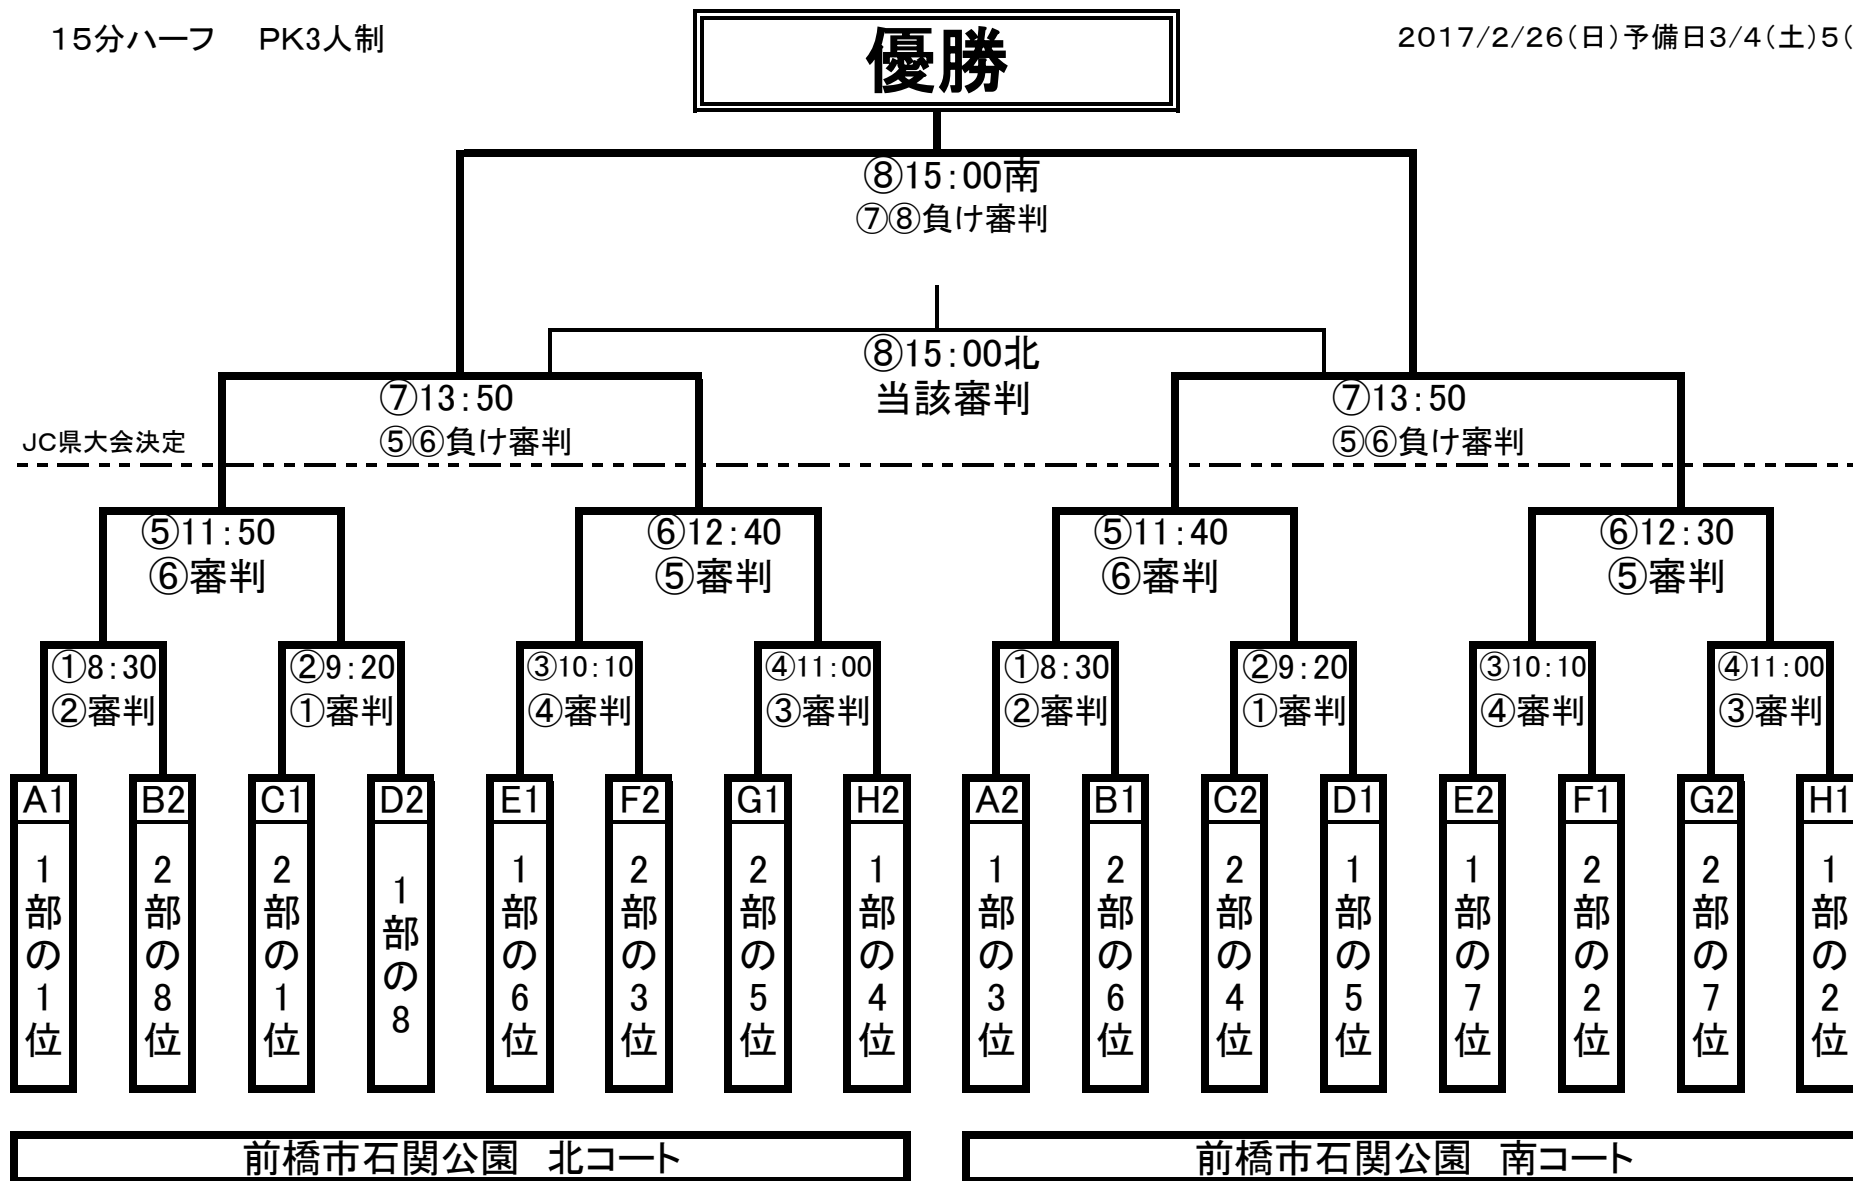 15分ハーフ　PK3人制
優勝
2017/2/26(日)予備日3/4(土)5(
⑧15:00南
⑦⑧負け審判
⑧15:00北
当該審判
⑦13:50
⑤⑥負け審判
⑦13:50
⑤⑥負け審判
JC県大会決定
⑤11:50
⑥審判
⑥12:40
⑤審判
⑤11:40
⑥審判
⑥12:30
⑤審判
①8:30
②審判
②9:20
①審判
③10:10
④審判
④11:00
③審判
①8:30
②審判
②9:20
①審判
③10:10
④審判
④11:00
③審判
A1
B2
C1
D2
E1
F2
G1
H2
A2
B1
C2
D1
E2
F1
G2
H1
1部の1位
2部の8位
2部の1位
1部の8
1部の6位
2部の3位
2部の5位
1部の4位
1部の3位
2部の6位
2部の4位
1部の5位
1部の7位
2部の2位
2部の7位
1部の2位
前橋市石関公園　北コート
前橋市石関公園　南コート